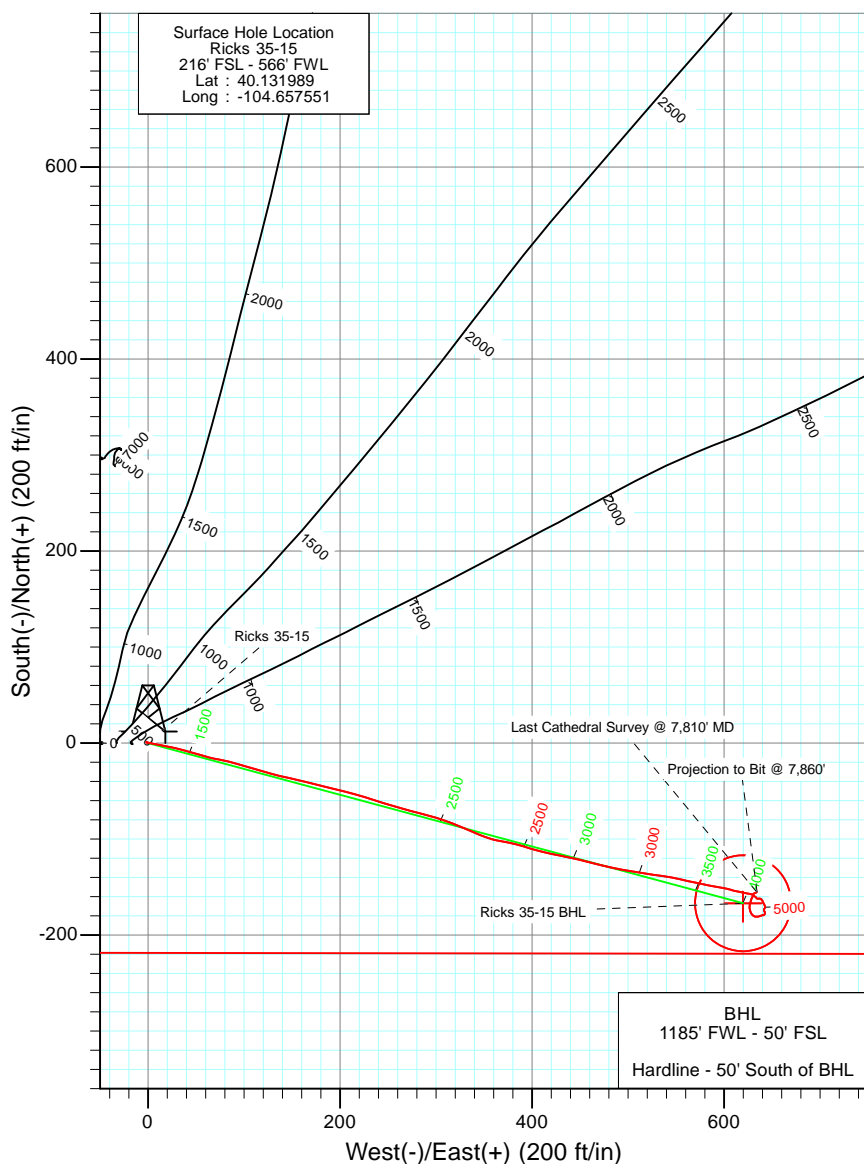 Surface Hole Location
Ricks 35-15
216' FSL - 566' FWL
Lat : 40.131989
Long : -104.657551
2500
600
2000
2000
400
2500
7000
2000
1500
1500
South(-)/North(+) (200 ft/in)
200
1500
Ricks 35-15
1000
1000
1000
1500
500
0
0
Last Cathedral Survey @ 7,810' MD
Projection to Bit @ 7,860'
2500
2500
3000
3000
3500
4000
Ricks 35-15 BHL
5000
-200
BHL
1185' FWL - 50' FSL
Hardline - 50' South of BHL
0
200
400
600
West(-)/East(+) (200 ft/in)